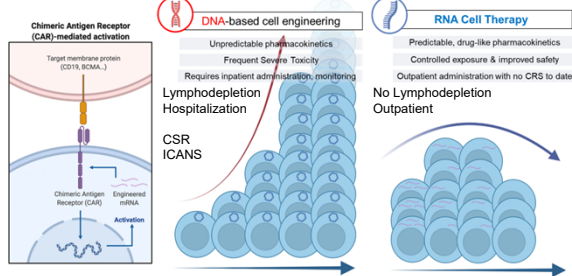 Chimeric Antigen Receptor
(CAR)-mediated activation
Target membrane protein
(CD19, BCMA...)
Chimeric Antigen
Receptor (CAR)
Engineered
mRNA
Activation
DNA-based cell engineering
Unpredictable pharmacokinetics
Frequent Severe Toxicity
Requires inpatient administration, monitoring
Lymphodepletion
Hospitalization
CSR
ICANS
RNA Cell Therapy
Predictable, drug-like pharmacokinetics
Controlled exposure & improved safety
Outpatient administration with no CRS to date
No Lymphodepletion
Outpatient